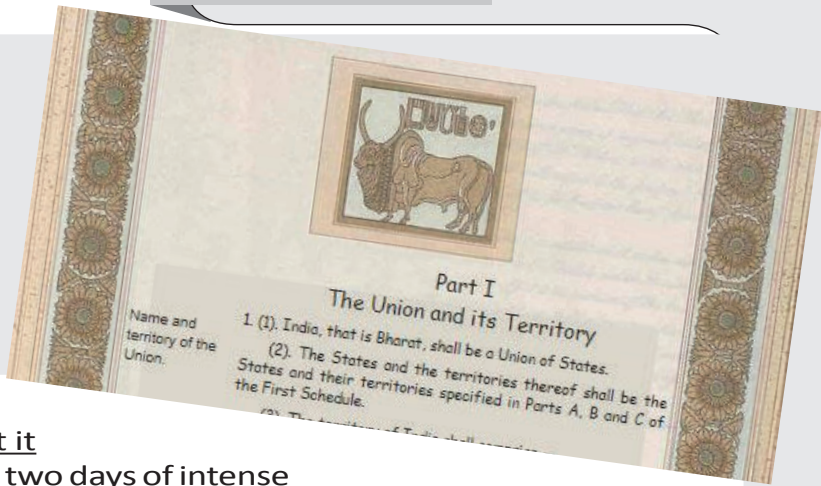 Part I
The Union and its Territory
Name and
territory of the
Union.
1. (1). India, that is Bharat, shall be a Union of States.
(2). The States and the territories thereof shall be the
States and their territories specified in Parts A, B and C of
the First Schedule.
t it
two days of intense